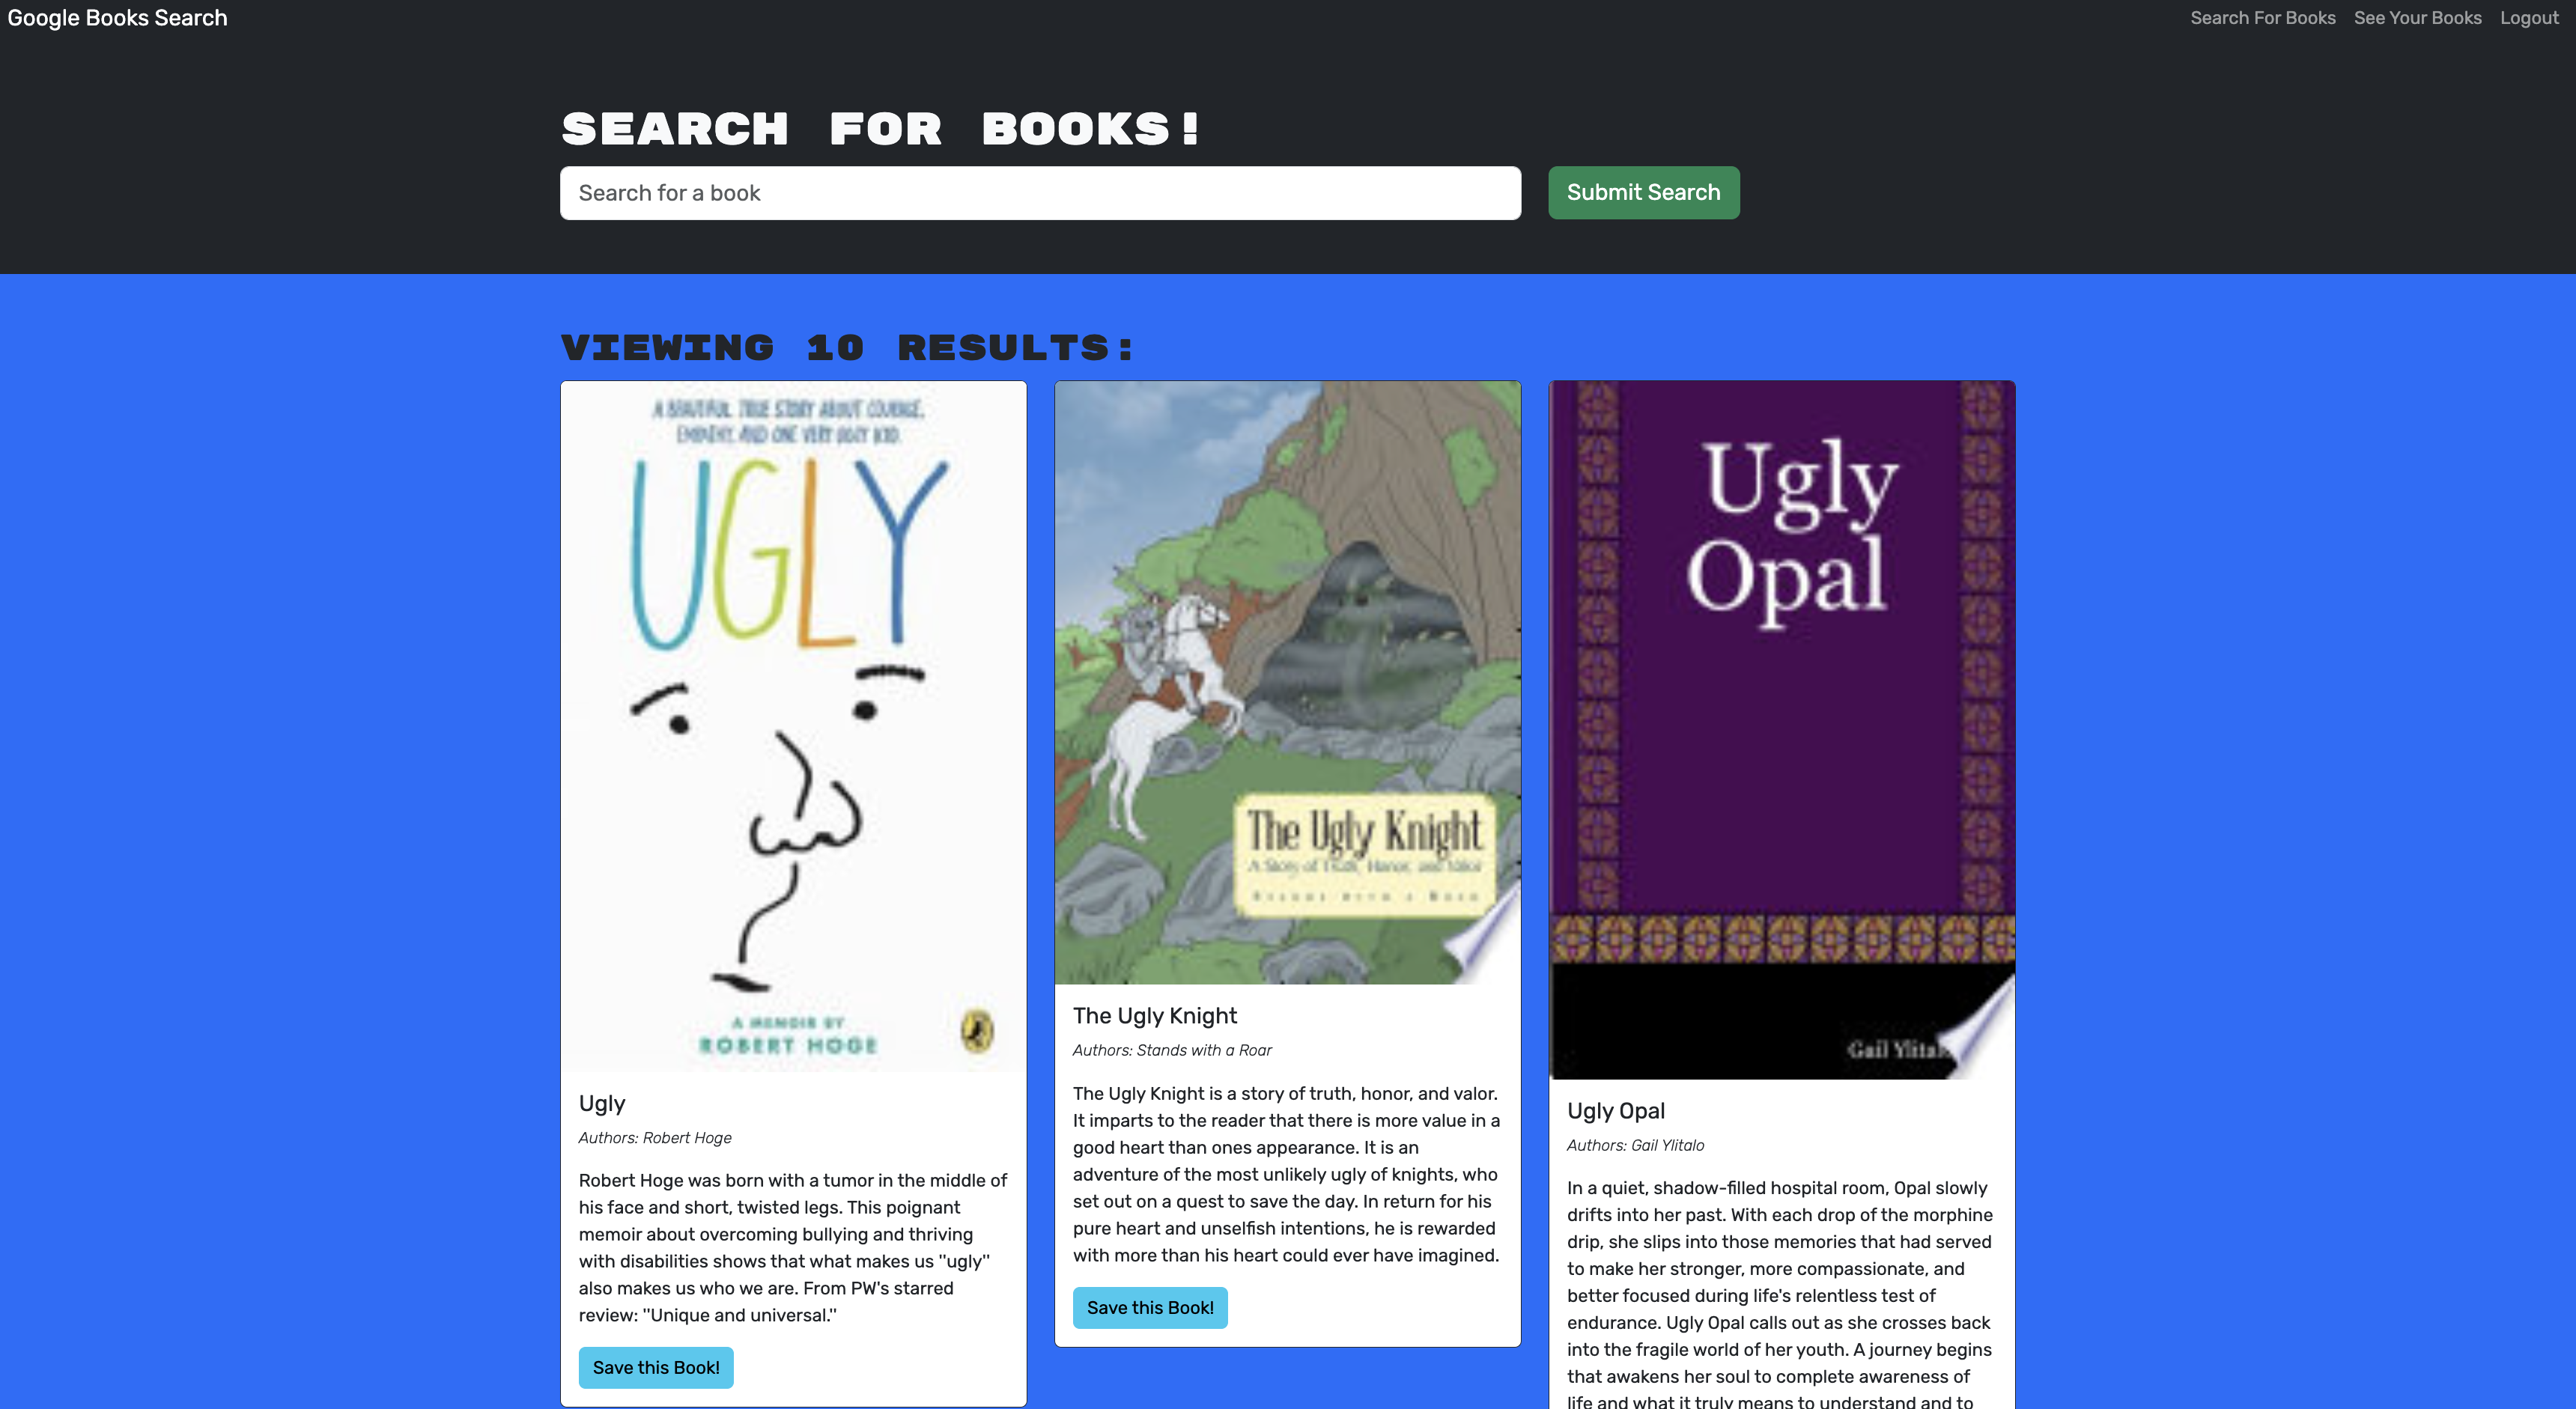 Google Books Search
Search For Books
See Your Books
Logout
SEARCH FOR BOOKS!
Search for a book
Submit Search
VIEWING 10 RESULTS:
A BEAUTIFUL TRUE STORY ABOUT COURAGE,
EMPATHY, AND ONE VERY UGLY KID.
UGLY
A MEMOIR BY
ROBERT HOGE
Ugly
Authors: Robert Hoge
Robert Hoge was born with a tumor in the middle of
his face and short, twisted legs. This poignant
memoir about overcoming bullying and thriving
with disabilities shows that what makes us "ugly"
also makes us who we are. From PW's starred
review: "Unique and universal."
Save this Book!
The Ugly Knight
A Story of Truth, Honor, and Valor
The Ugly Knight
Authors: Stands with a Roar
The Ugly Knight is a story of truth, honor, and valor.
It imparts to the reader that there is more value in a
good heart than ones appearance. It is an
adventure of the most unlikely ugly of knights, who
set out on a quest to save the day. In return for his
pure heart and unselfish intentions, he is rewarded
with more than his heart could ever have imagined.
Save this Book!
Ugly
Opal
Gail
Ugly Opal
Authors: Gail Ylitalo
In a quiet, shadow-filled hospital room, Opal slowly
drifts into her past. With each drop of the morphine
drip, she slips into those memories that had served
to make her stronger, more compassionate, and
better focused during life's relentless test of
endurance. Ugly Opal calls out as she crosses back
into the fragile world of her youth. A journey begins
that awakens her soul to complete awareness of
life and what it truly means to understand and to